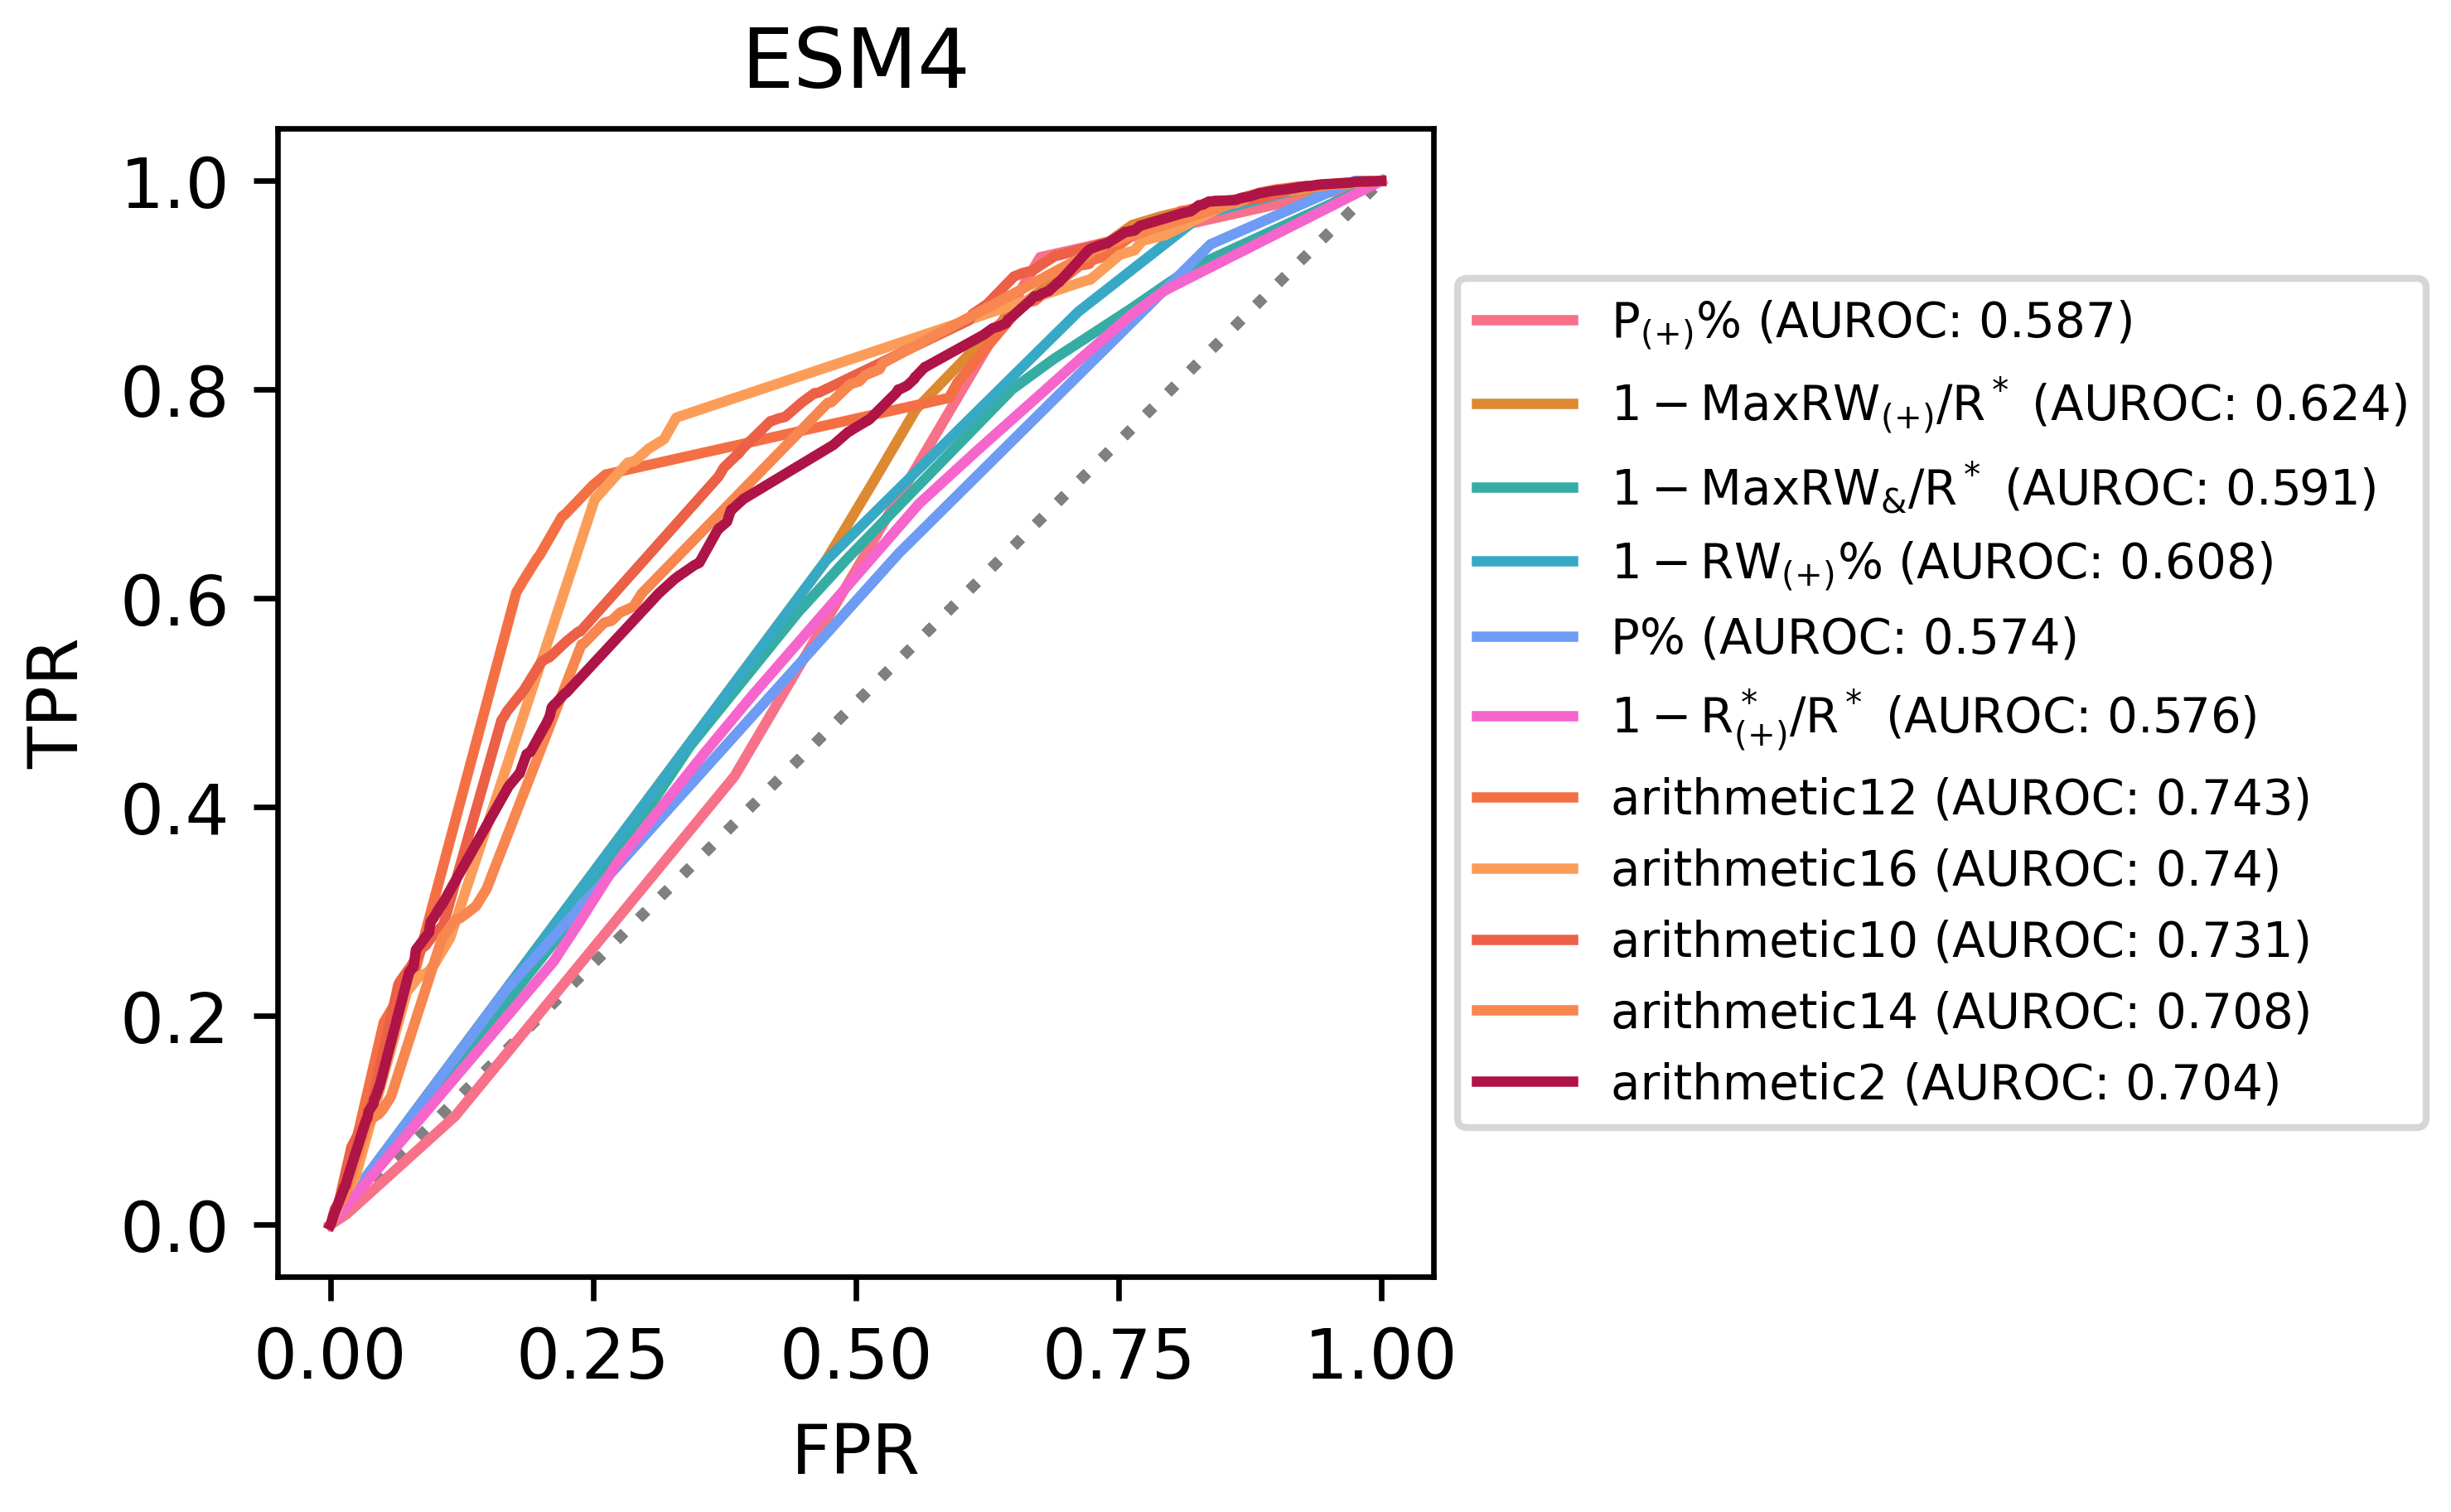 ESM4
1.0
0.8
0.6
0.4
0.2
0.0
TPR
0.00 0.25 0.50 0.75 1.00
FPR
P(+)% (AUROC: 0.587)
1 − MaxRW(+)/R* (AUROC: 0.624)
1 − MaxRW&/R* (AUROC: 0.591)
1 − RW(+)% (AUROC: 0.608)
P% (AUROC: 0.574)
1 − R*(+)/R* (AUROC: 0.576)
arithmetic12 (AUROC: 0.743)
arithmetic16 (AUROC: 0.74)
arithmetic10 (AUROC: 0.731)
arithmetic14 (AUROC: 0.708)
arithmetic2 (AUROC: 0.704)